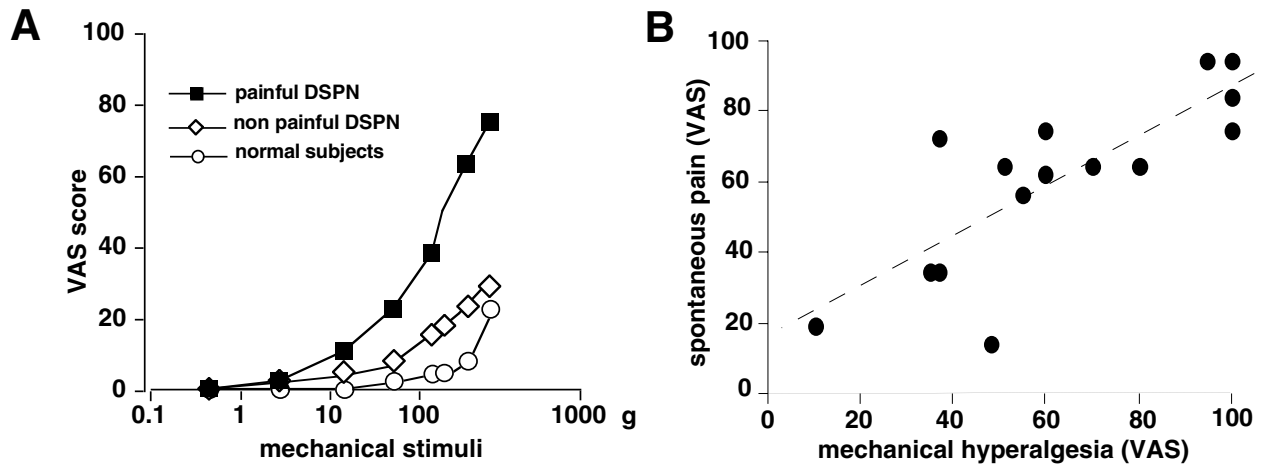 A
100
80
60
40
20
0
VAS score
painful DSPN
non painful DSPN
normal subjects
0.1 1 10 100 1000 g
mechanical stimuli
B
100
80
60
40
20
0
spontaneous pain (VAS)
0 20 40 60 80 100
mechanical hyperalgesia (VAS)